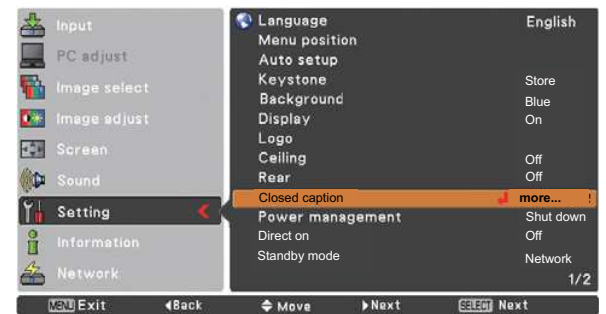 Input
PC adjust
Image select
Image adjust
Screen
Sound
Setting
Information
Network
Language English
Menu position
Auto setup
Keystone Store
Background Blue
Display On
Logo
Ceiling Off
Rear Off
Closed caption more... !
Power management Shut down
Direct on Off
Standby mode Network
1/2
MENU Exit ◀Back Move ▶Next SELECT Next